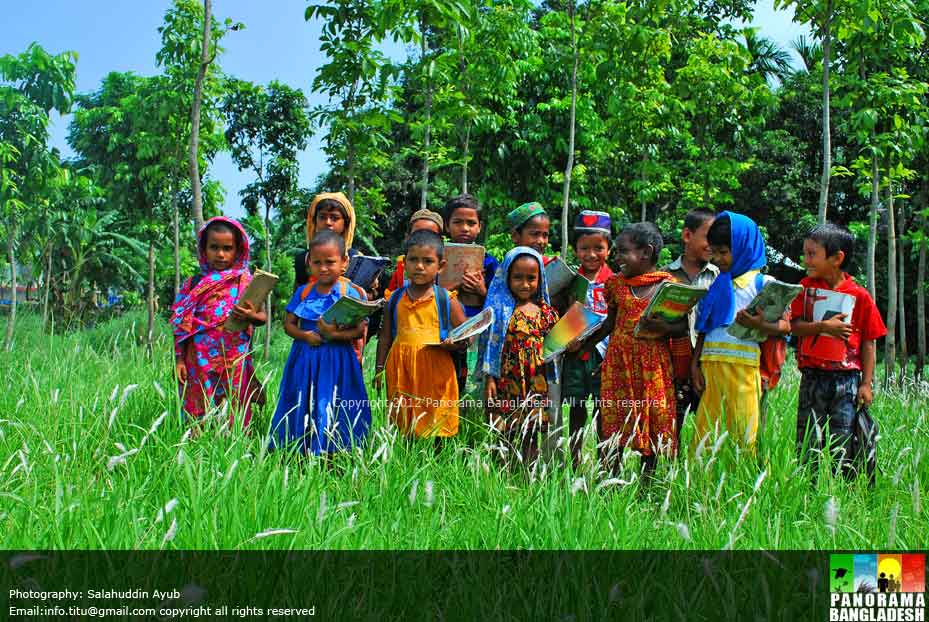 Copyright 2012 Panorama Bangladesh. All rights reserved
Photography: Salahuddin Ayub
Email:info.titu@gmail.com copyright all rights reserved
PANORAMA
BANGLADESH